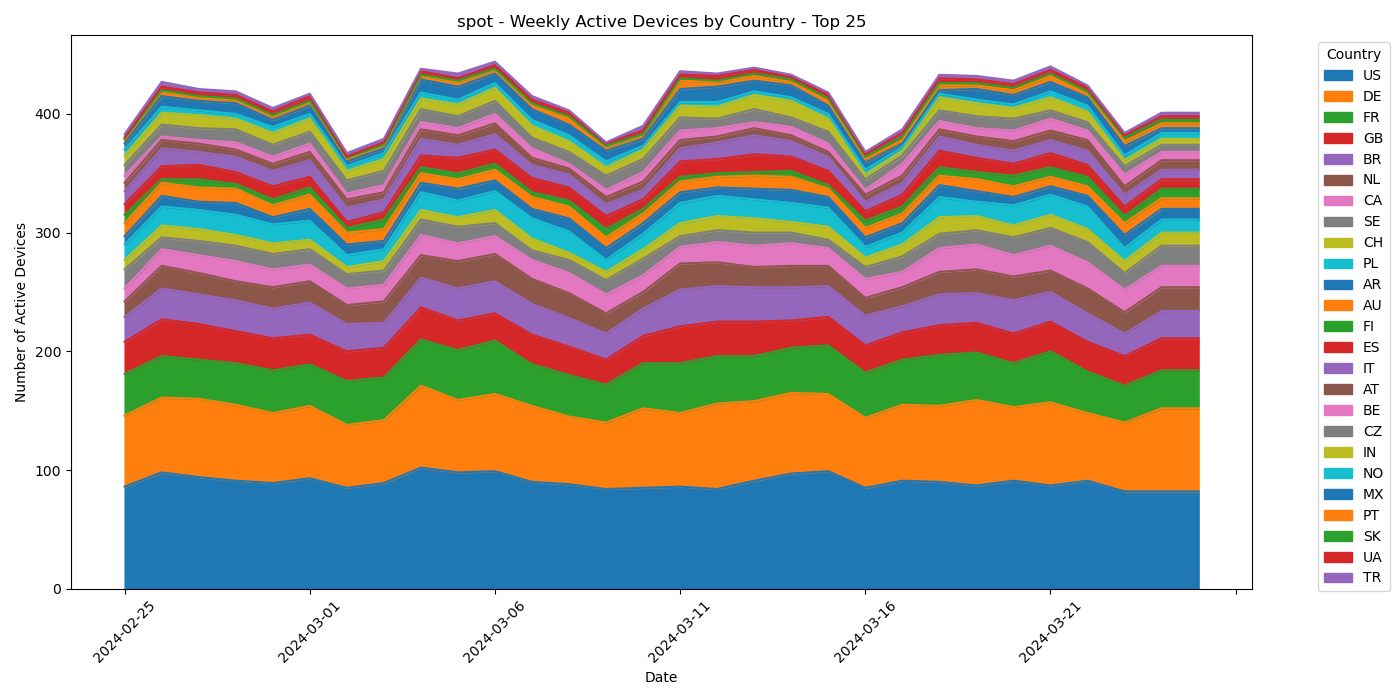 spot - Weekly Active Devices by Country - Top 25
Number of Active Devices
400
300
200
100
0
2024-02-25
2024-03-01
2024-03-06
2024-03-11
2024-03-16
2024-03-21
Date
Country
US
DE
FR
GB
BR
NL
CA
SE
CH
PL
AR
AU
FI
ES
IT
AT
BE
CZ
IN
NO
MX
PT
SK
UA
TR